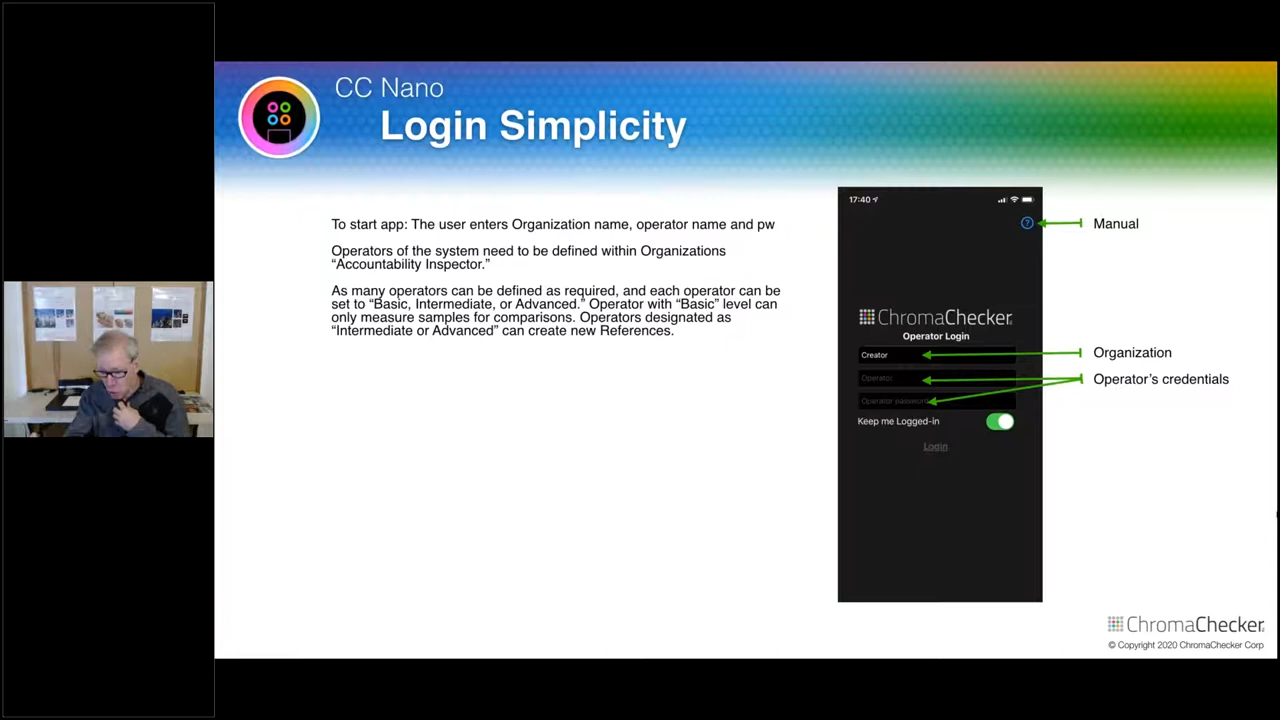 CC Nano
Login Simplicity
To start app: The user enters Organization name, operator name and pw
Operators of the system need to be defined within Organizations
“Accountability Inspector.”
As many operators can be defined as required, and each operator can be
set to “Basic, Intermediate, or Advanced.” Operator with “Basic” level can
only measure samples for comparisons. Operators designated as
“Intermediate or Advanced” can create new References.
17:40
?
Manual
ChromaChecker
Operator Login
Creator
Organization
Operator
Operator's credentials
Operator password
Keep me Logged-in
Login
ChromaChecker
© Copyright 2020 ChromaChecker Corp